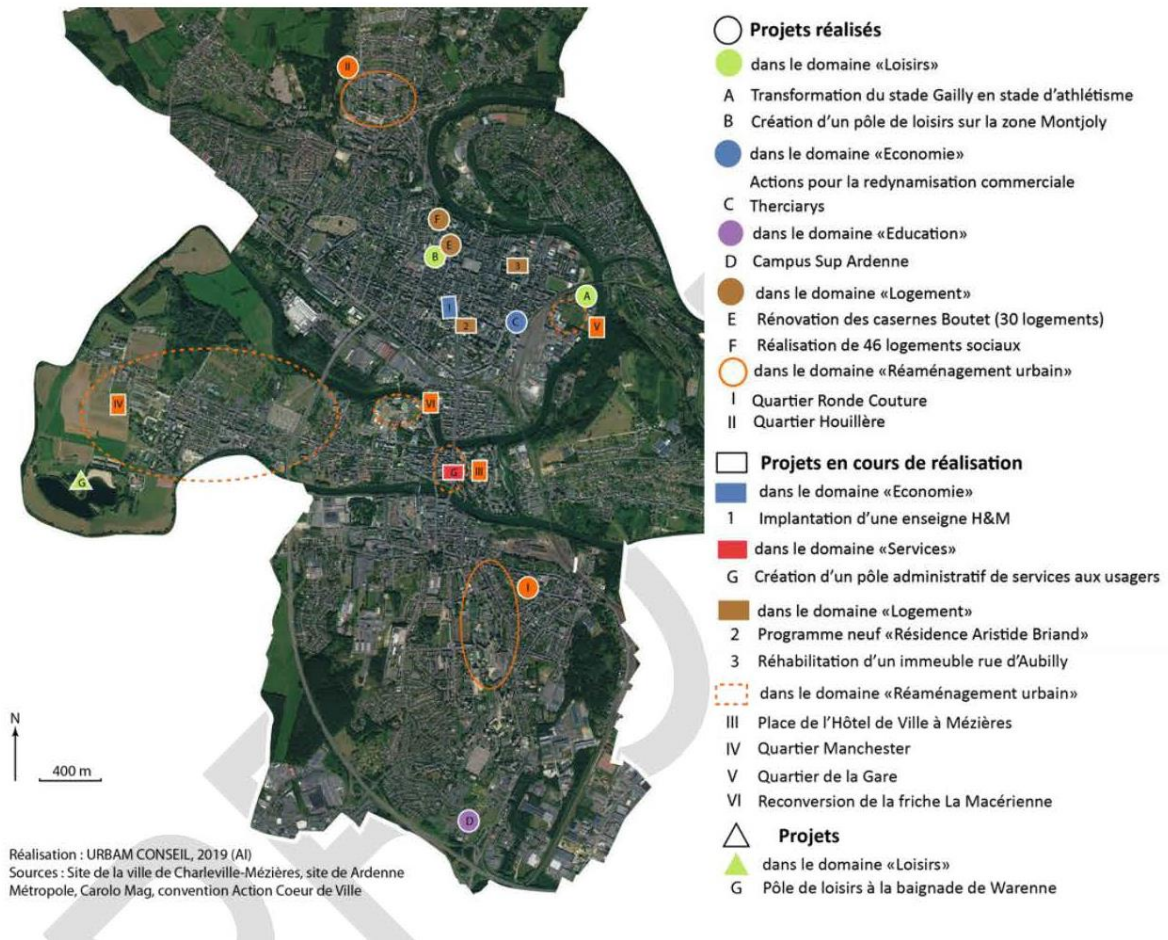 II
F
E
B
3
A
1
2
C
V
IV
VI
G
G
III
I
D
N
400 m
Réalisation : URBAM CONSEIL, 2019 (AI)
Sources : Site de la ville de Charleville-Mézières, site de Ardenne
Métropole, Carolo Mag, convention Action Coeur de Ville
Projets réalisés
dans le domaine «Loisirs»
A Transformation du stade Gailly en stade d'athlétisme
B Création d'un pôle de loisirs sur la zone Montjoly
dans le domaine «Economie»
Actions pour la redynamisation commerciale
C Therciarys
dans le domaine «Education»
D Campus Sup Ardenne
dans le domaine «Logement»
E Rénovation des casernes Boutet (30 logements)
F Réalisation de 46 logements sociaux
dans le domaine «Réaménagement urbain»
I Quartier Ronde Couture
II Quartier Houillère
Projets en cours de réalisation
dans le domaine «Economie»
1 Implantation d'une enseigne H&M
dans le domaine «Services»
G Création d'un pôle administratif de services aux usagers
dans le domaine «Logement»
2 Programme neuf «Résidence Aristide Briand»
3 Réhabilitation d'un immeuble rue d'Aubilly
dans le domaine «Réaménagement urbain»
III Place de l'Hôtel de Ville à Mézières
IV Quartier Manchester
V Quartier de la Gare
VI Reconversion de la friche La Macérienne
Projets
dans le domaine «Loisirs»
G Pôle de loisirs à la baignade de Warenne